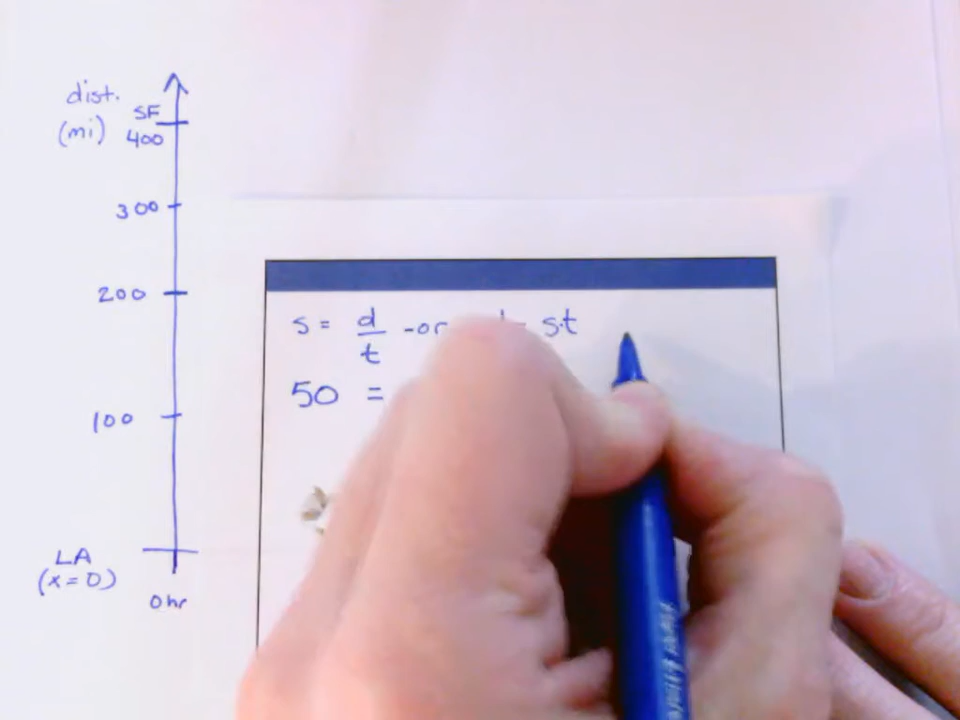 dist.
(mi)
SF
400
300
200
100
LA
(x=0)
0 hr
s = d/t -or s·t
50 =